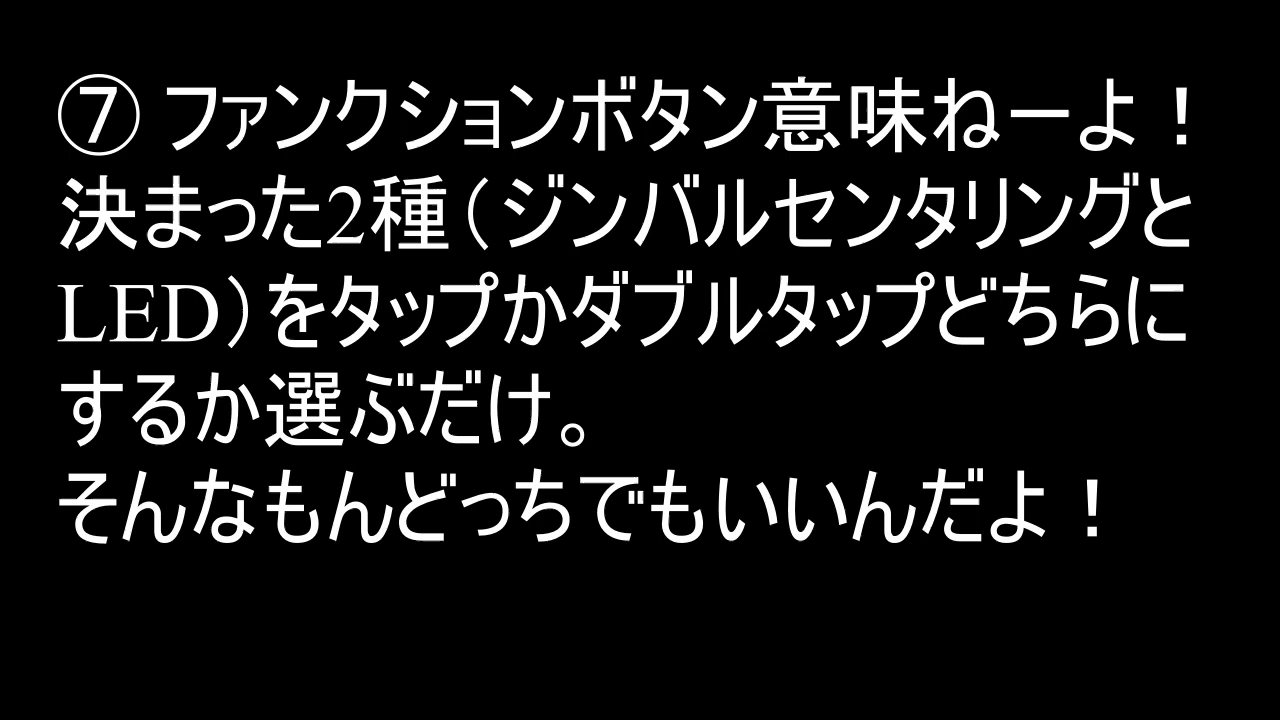 ⑦ ファンクションボタン意味ねーよ！
決まった2種（ジンバルセンタリングと
LED）をタップかダブルタップどちらに
するか選ぶだけ。
そんなもんどっちでもいいんだよ！